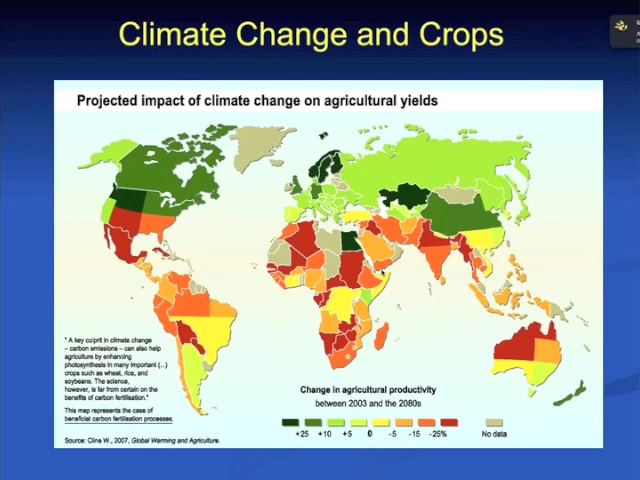 Climate Change and Crops
Projected impact of climate change on agricultural yields
" A key culprit in climate change
– carbon emissions – can also help
agriculture by enhancing
photosynthesis in many important (...)
crops such as wheat, rice, and
soybeans. The science,
however, is far from certain on the
benefits of carbon fertilisation."
This map represents the case of
beneficial carbon fertilisation processes.
Source: Cline W., 2007, Global Warming and Agriculture.
Change in agricultural productivity
between 2003 and the 2080s
+25 +10 +5 0 -5 -15 -25% No data